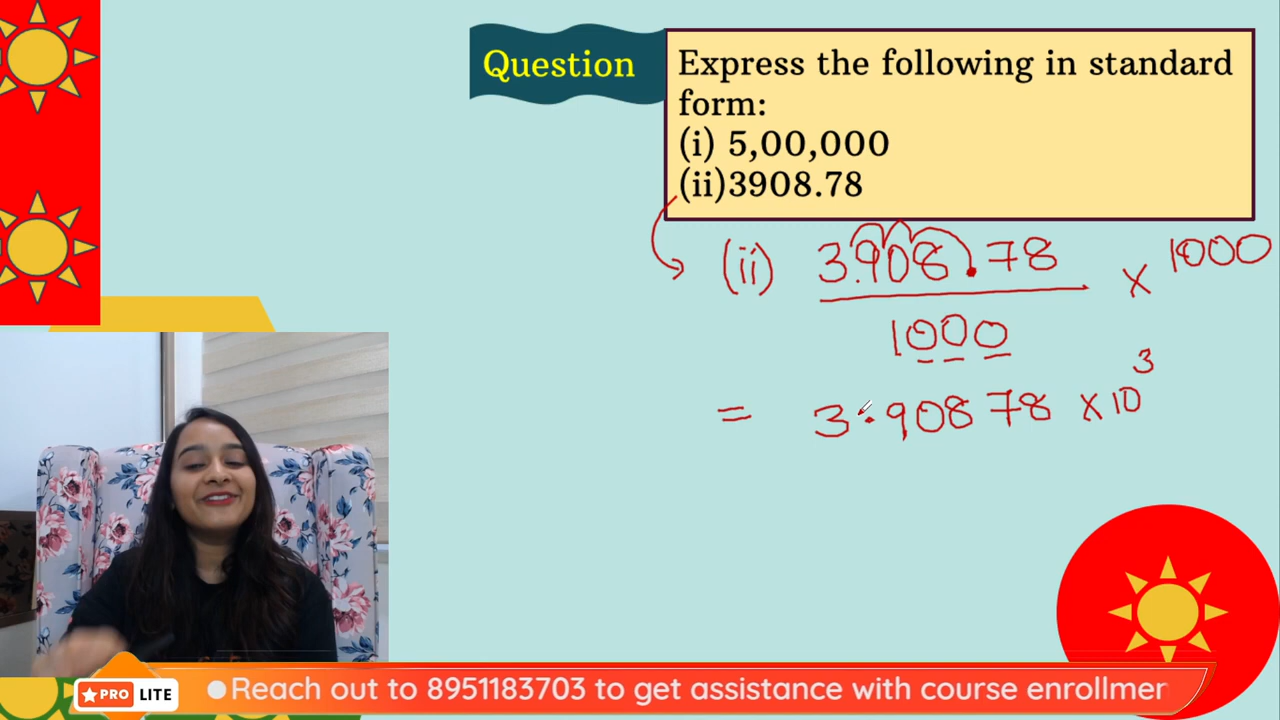 Question
Express the following in standard
form:
(i) 5,00,000
(ii)3908.78
(ii) 3.908.78 × 1000
1000
= 3.90878 × 10³
PRO LITE
Reach out to 8951183703 to get assistance with course enrollmer